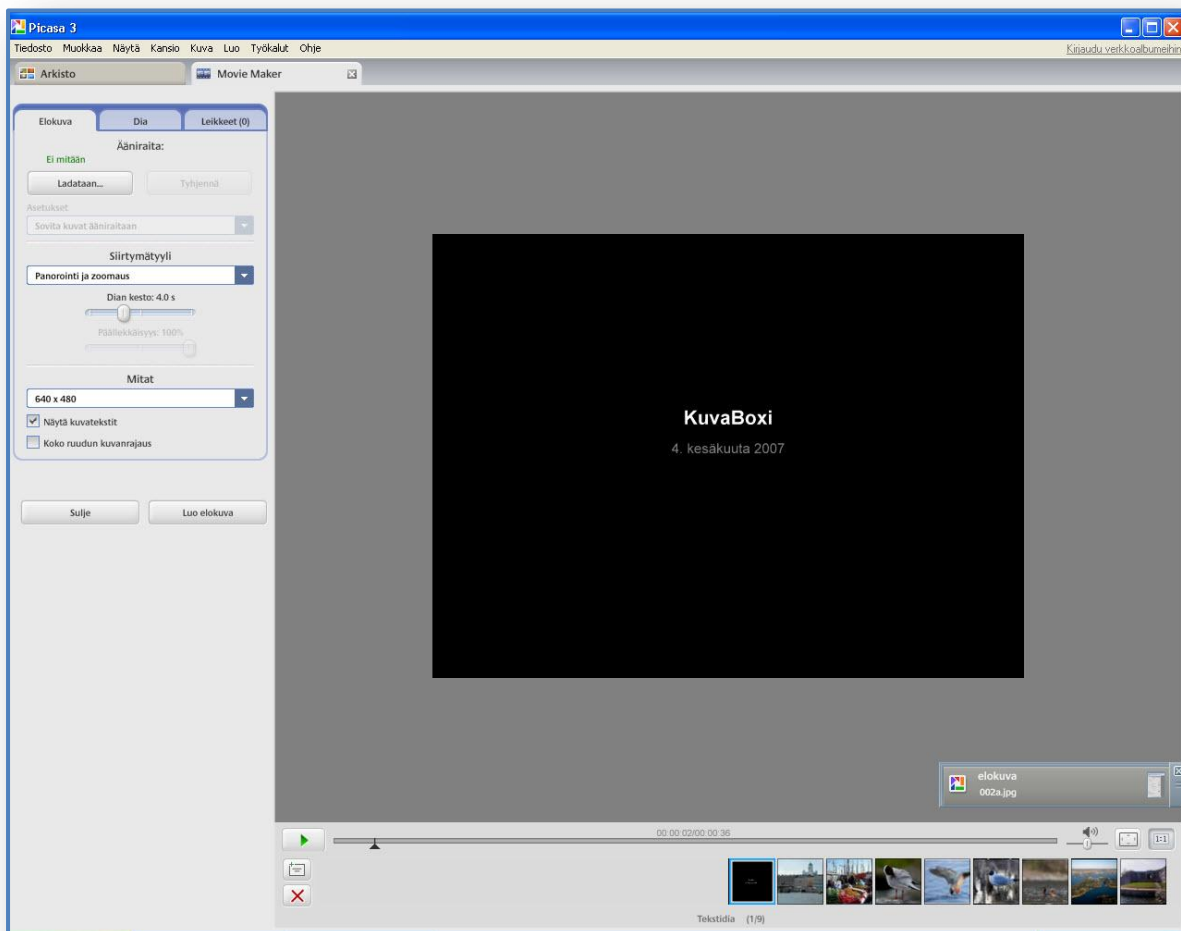 Picasa 3
Tiedosto Muokkaa Näytä Kansio Kuva Luo Työkalut Ohje
Kirjaudu verkkoalbumeihin
Arkisto
Movie Maker
Elokuva
Dia
Leikkeet (0)
Ääniraita:
Ei mitään
Ladataan...
Tyhjennä
Asetukset
Sovita kuvat ääniraitaan
Siirtymätyyli
Panorointi ja zoomaus
Dian kesto: 4.0 s
Päällekkäisyys: 100%
Mitat
640 x 480
Näytä kuvatekstit
Koko ruudun kuvanrajaus
Sulje
Luo elokuva
KuvaBoxi
4. kesäkuuta 2007
elokuva
002a.jpg
00:00:02/00:00:36
1:1
Tekstidia (1/9)